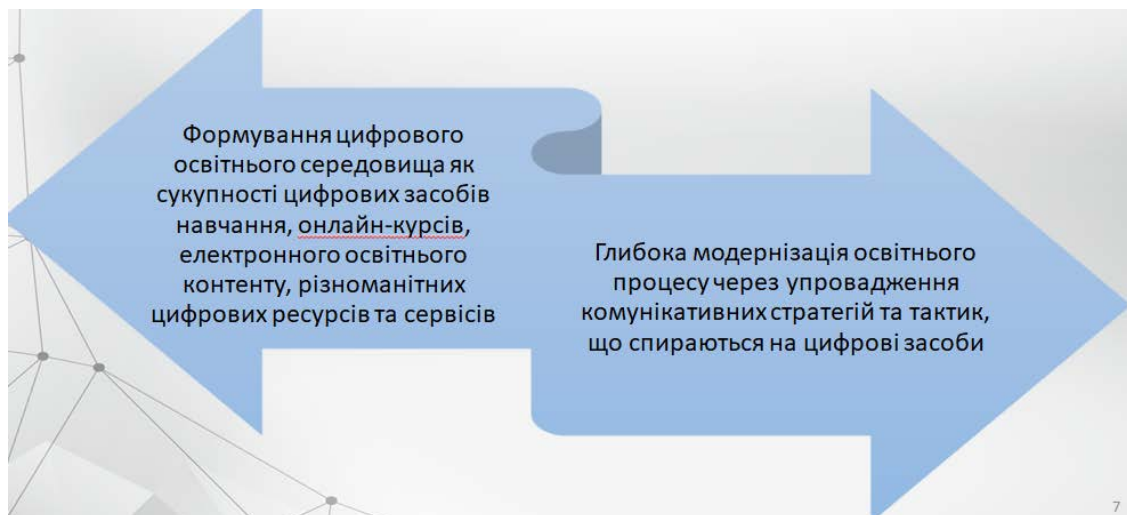 Формування цифрового
освітнього середовища як
сукупності цифрових засобів
навчання, онлайн-курсів,
електронного освітнього
контенту, різноманітних
цифрових ресурсів та сервісів
Глибока модернізація освітнього
процесу через упровадження
комунікативних стратегій та тактик,
що спираються на цифрові засоби
7